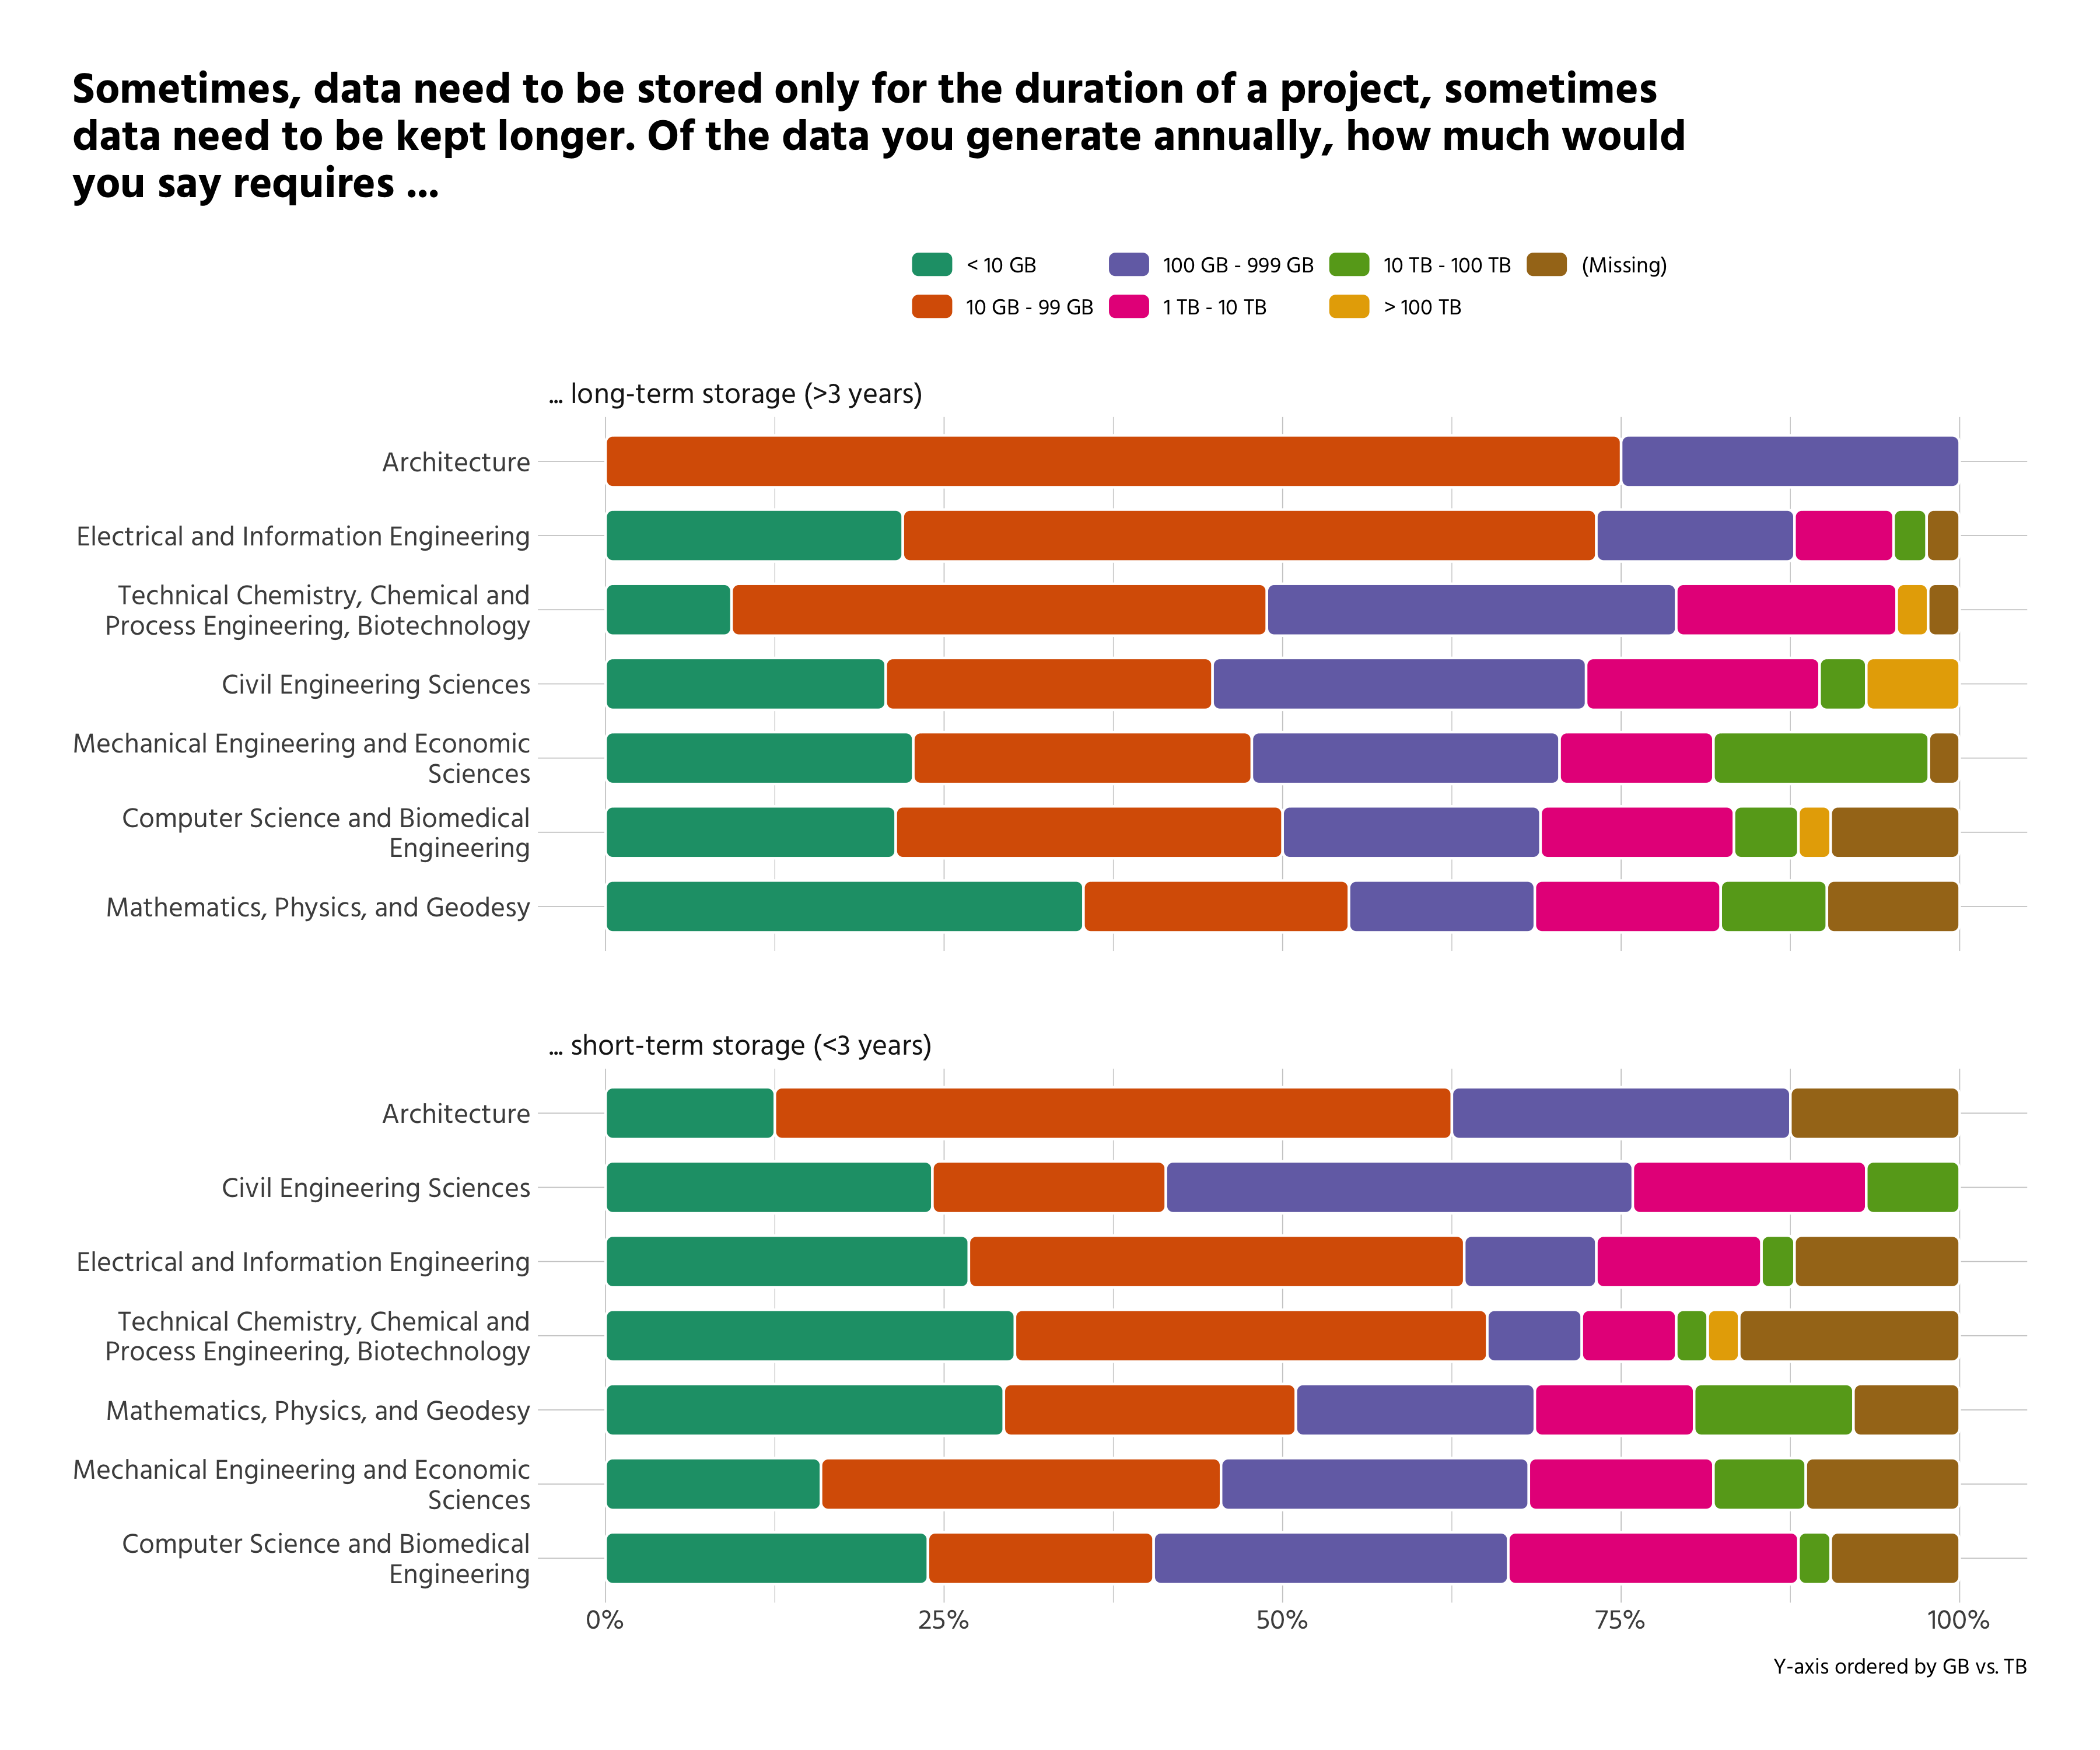 Sometimes, data need to be stored only for the duration of a project, sometimes
data need to be kept longer. Of the data you generate annually, how much would
you say requires ...
< 10 GB
100 GB - 999 GB
10 TB - 100 TB
(Missing)
10 GB - 99 GB
1 TB - 10 TB
> 100 TB
... long-term storage (>3 years)
Architecture
Electrical and Information Engineering
Technical Chemistry, Chemical and
Process Engineering, Biotechnology
Civil Engineering Sciences
Mechanical Engineering and Economic
Sciences
Computer Science and Biomedical
Engineering
Mathematics, Physics, and Geodesy
... short-term storage (<3 years)
Architecture
Civil Engineering Sciences
Electrical and Information Engineering
Technical Chemistry, Chemical and
Process Engineering, Biotechnology
Mathematics, Physics, and Geodesy
Mechanical Engineering and Economic
Sciences
Computer Science and Biomedical
Engineering
0%
25%
50%
75%
100%
Y-axis ordered by GB vs. TB